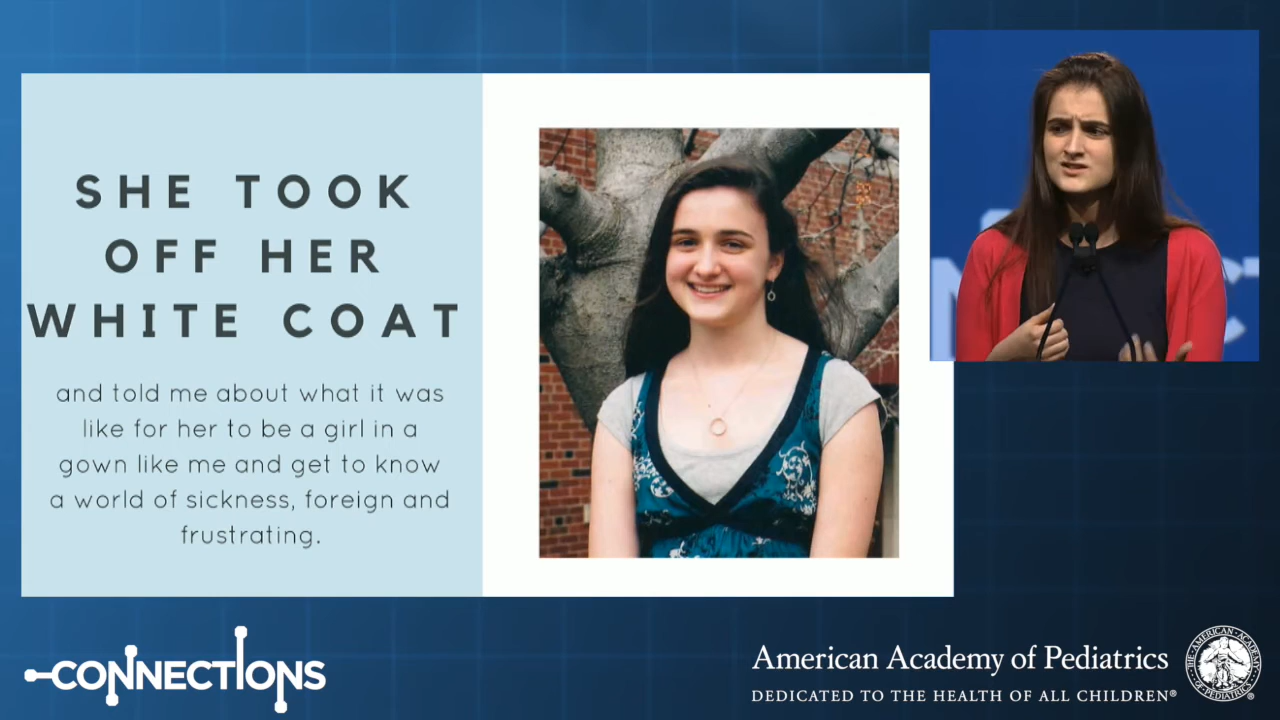 SHE TOOK
OFF HER
WHITE COAT
and told me about what it was
like for her to be a girl in a
gown like me and get to know
a world of sickness, foreign and
frustrating.
CONNECTIONS
American Academy of Pediatrics
DEDICATED TO THE HEALTH OF ALL CHILDREN®